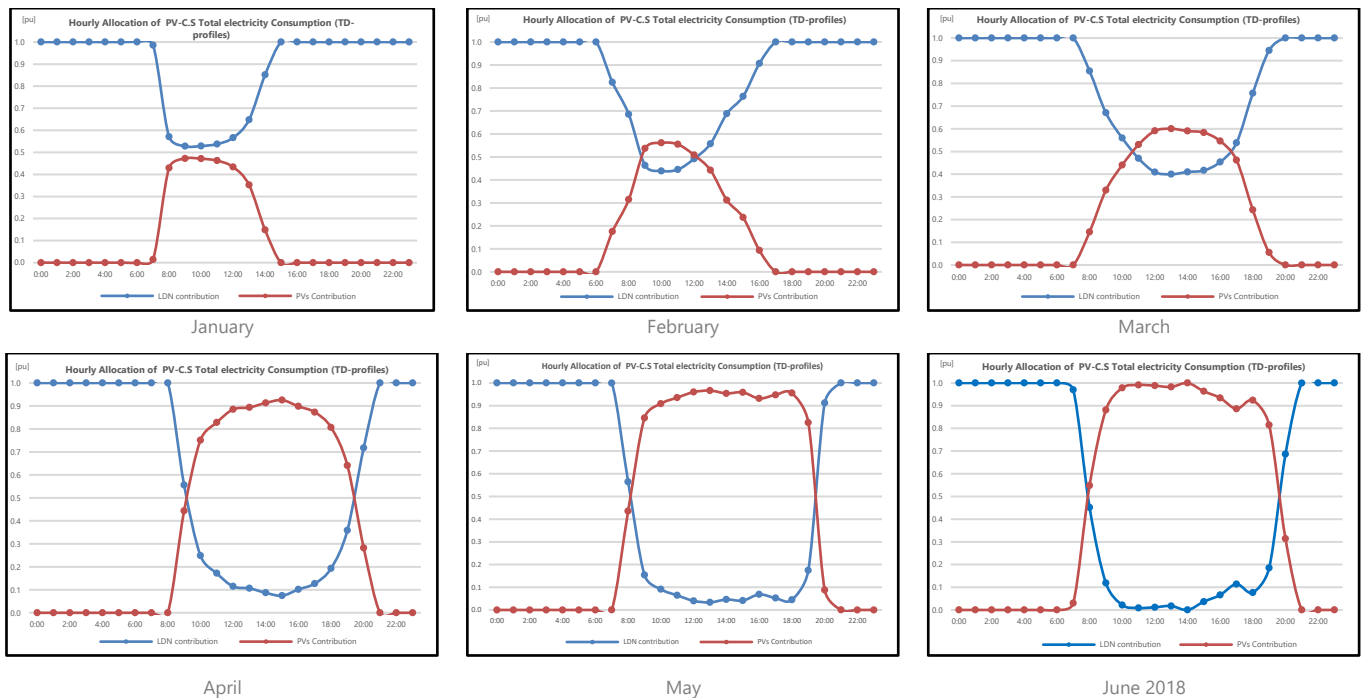 [pu]
Hourly Allocation of PV-C.S Total electricity Consumption (TD-
profiles)
1.0
0.9
0.8
0.7
0.6
0.5
0.4
0.3
0.2
0.1
0.0
0:00 2:00 4:00 6:00 8:00 10:00 12:00 14:00 16:00 18:00 20:00 22:00
LDN contribution PVs Contribution
January
[pu]
Hourly Allocation of PV-C.S Total electricity Consumption (TD-profiles)
1.0
0.9
0.8
0.7
0.6
0.5
0.4
0.3
0.2
0.1
0.0
0:00 2:00 4:00 6:00 8:00 10:00 12:00 14:00 16:00 18:00 20:00 22:00
LDN contribution PVs Contribution
February
[pu]
Hourly Allocation of PV-C.S Total electricity Consumption (TD-profiles)
1.0
0.9
0.8
0.7
0.6
0.5
0.4
0.3
0.2
0.1
0.0
0:00 2:00 4:00 6:00 8:00 10:00 12:00 14:00 16:00 18:00 20:00 22:00
LDN contribution PVs Contribution
March
[pu]
Hourly Allocation of PV-C.S Total electricity Consumption (TD-profiles)
1.0
0.9
0.8
0.7
0.6
0.5
0.4
0.3
0.2
0.1
0.0
0:00 2:00 4:00 6:00 8:00 10:00 12:00 14:00 16:00 18:00 20:00 22:00
LDN contribution PVs Contribution
April
[pu]
Hourly Allocation of PV-C.S Total electricity Consumption (TD-profiles)
1.0
0.9
0.8
0.7
0.6
0.5
0.4
0.3
0.2
0.1
0.0
0:00 2:00 4:00 6:00 8:00 10:00 12:00 14:00 16:00 18:00 20:00 22:00
LDN contribution PVs Contribution
May
[pu]
Hourly Allocation of PV-C.S Total electricity Consumption (TD-profiles)
1.0
0.9
0.8
0.7
0.6
0.5
0.4
0.3
0.2
0.1
0.0
0:00 2:00 4:00 6:00 8:00 10:00 12:00 14:00 16:00 18:00 20:00 22:00
LDN contribution PVs Contribution
June 2018